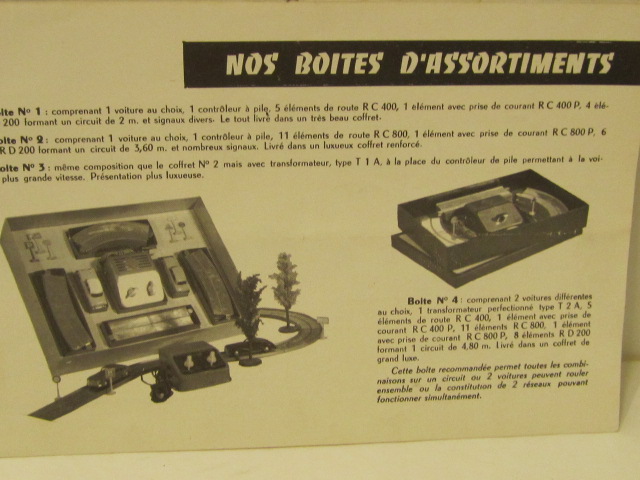 NOS BOITES D'ASSORTIMENTS
oîte Nº 1 : comprenant 1 voiture au choix, 1 contrôleur à pile, 5 éléments de route R C 400, 1 élément avec prise de courant R C 400 P, 4 élé-
200 formant un circuit de 2 m. et signaux divers. Le tout livré dans un très beau coffret.
oîte Nº 2 : comprenant 1 voiture au choix, 1 contrôleur à pile, 11 éléments de route R C 800, 1 élément avec prise de courant R C 800 P, 6
R D 200 formant un circuit de 3,60 m. et nombreux signaux. Livré dans un luxueux coffret renforcé.
oîte Nº 3 : même composition que le coffret Nº 2 mais avec transformateur, type T 1 A, à la place du contrôleur de pile permettant à la voi-
plus grande vitesse. Présentation plus luxueuse.
Boîte Nº 4 : comprenant 2 voitures différentes
au choix, 1 transformateur perfectionné type T 2 A, 5
éléments de route R C 400, 1 élément avec prise de
courant R C 400 P, 11 éléments R C 800, 1 élément
avec prise de courant R C 800 P, 8 éléments R D 200
formant 1 circuit de 4,80 m. Livré dans un coffret de
grand luxe.
Cette boîte recommandée permet toutes les combi-
naisons sur un circuit ou 2 voitures peuvent rouler
ensemble ou la constitution de 2 réseaux pouvant
fonctionner simultanément.